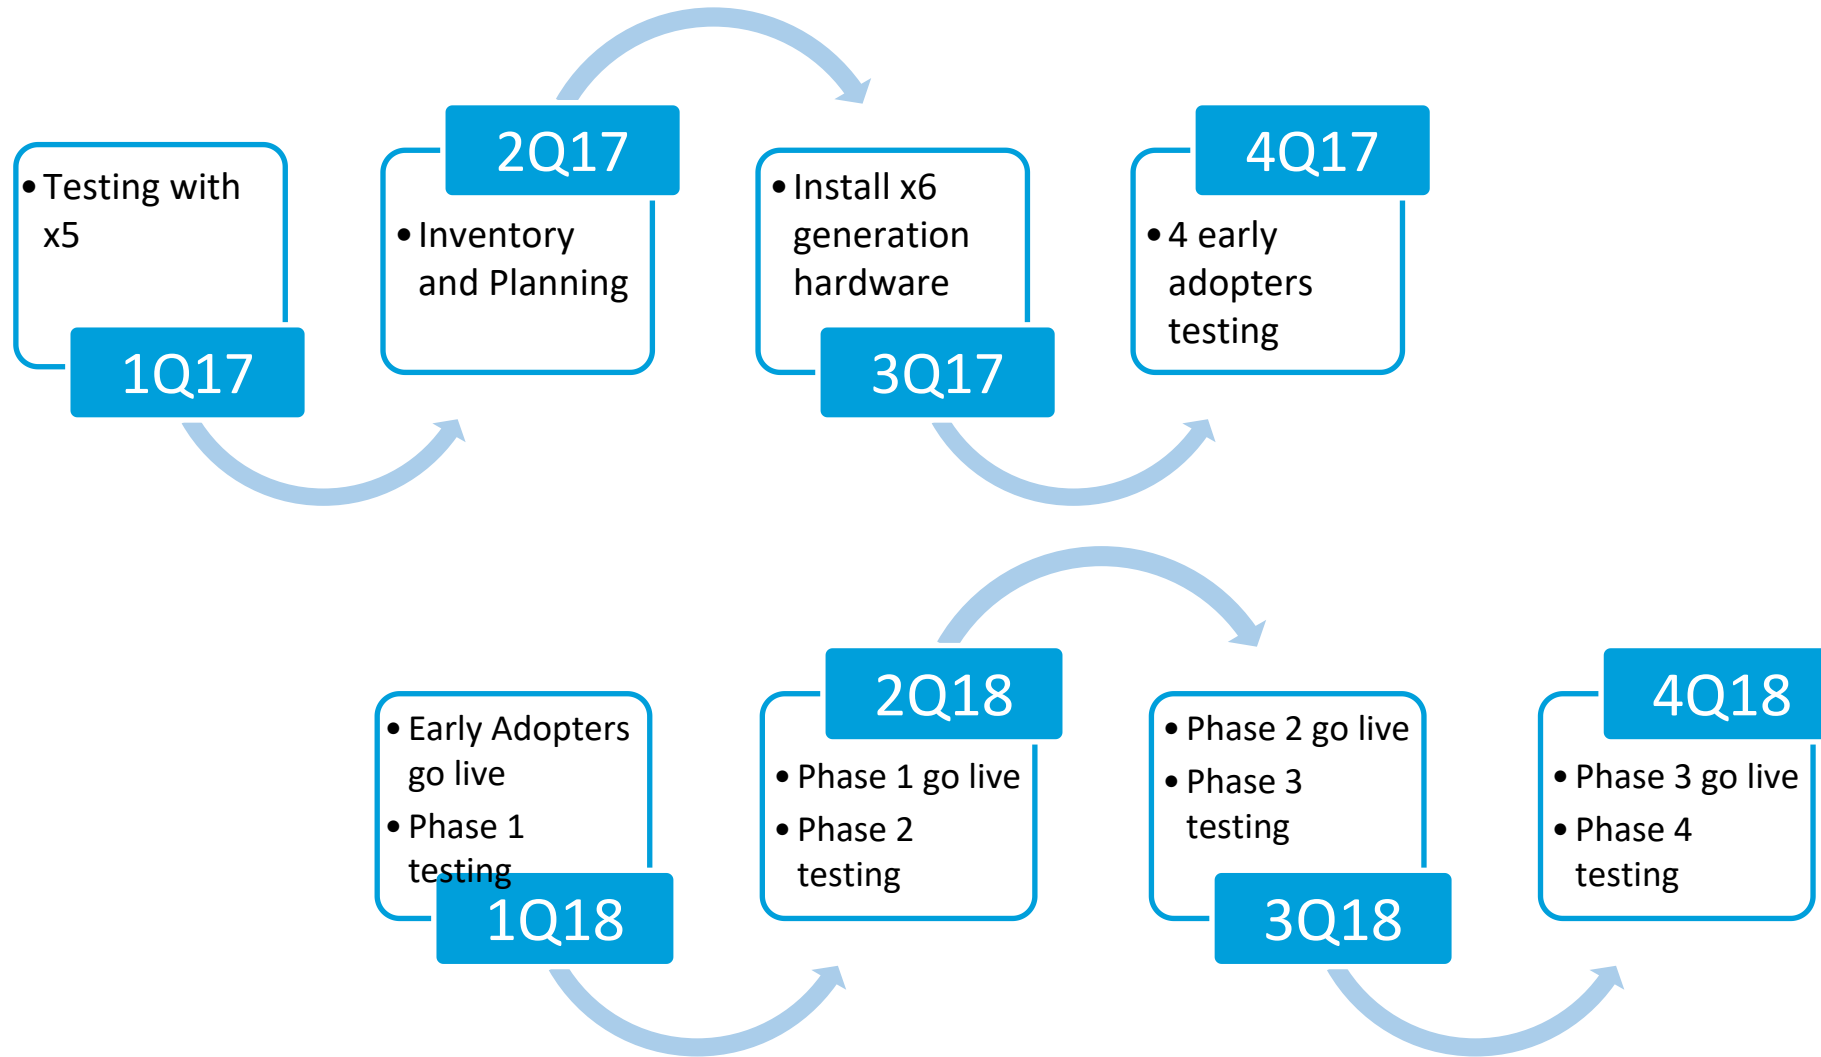 • Testing with
x5
1Q17
2Q17
• Inventory
and Planning
• Install x6
generation
hardware
3Q17
4Q17
• 4 early
adopters
testing
• Early Adopters
go live
• Phase 1
testing
1Q18
2Q18
• Phase 1 go live
• Phase 2
testing
• Phase 2 go live
• Phase 3
testing
3Q18
4Q18
• Phase 3 go live
• Phase 4
testing